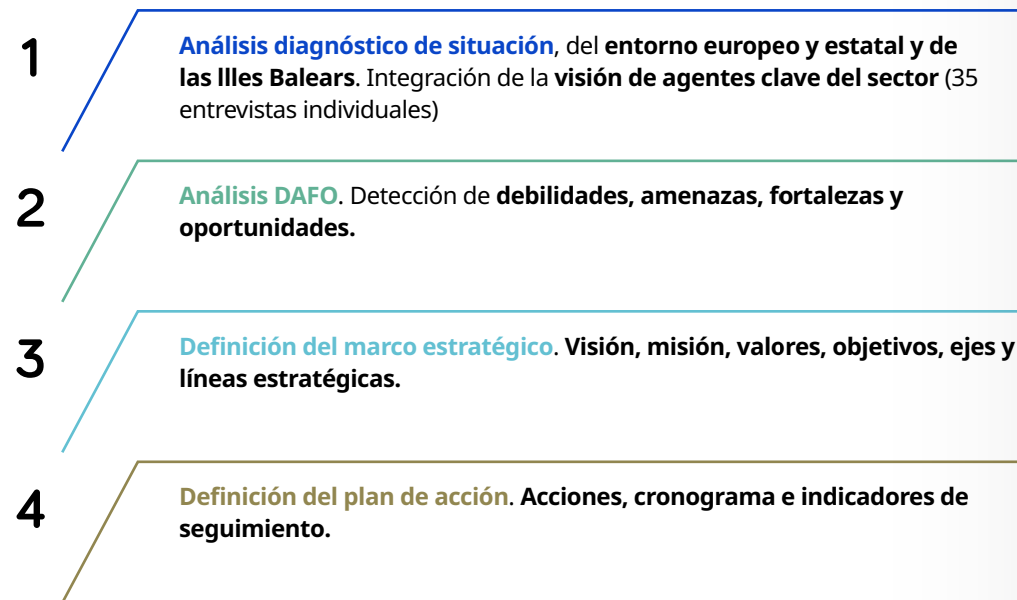 1
Análisis diagnóstico de situación, del entorno europeo y estatal y de
las llles Balears. Integración de la visión de agentes clave del sector (35
entrevistas individuales)
2
Análisis DAFO. Detección de debilidades, amenazas, fortalezas y
oportunidades.
3
Definición del marco estratégico. Visión, misión, valores, objetivos, ejes y
líneas estratégicas.
4
Definición del plan de acción. Acciones, cronograma e indicadores de
seguimiento.